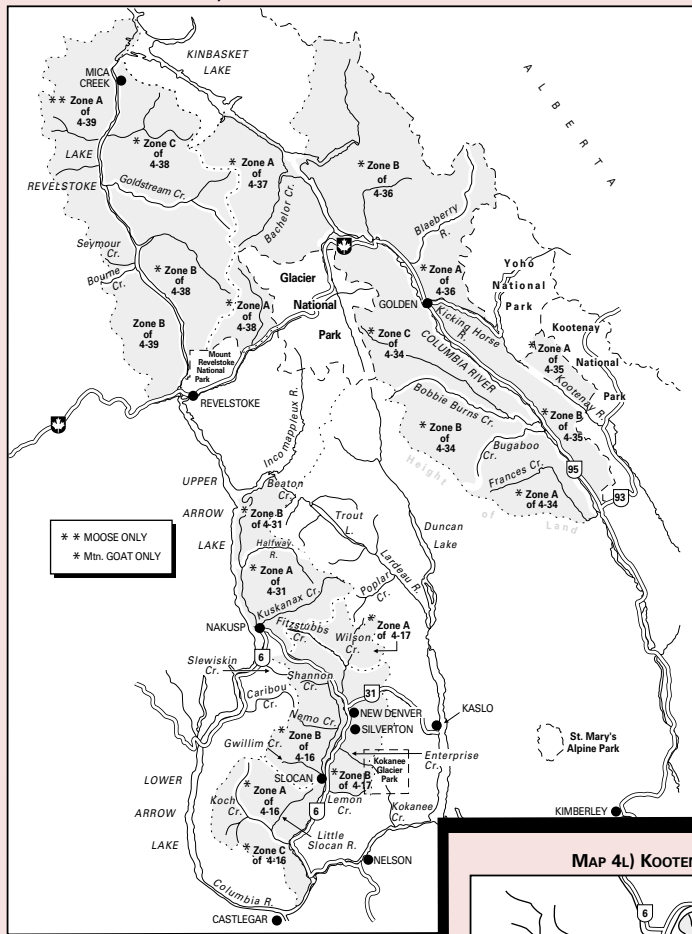 KINBASKET
LAKE
MICA
CREEK
ALBERTA
* * Zone A
of
4-39
* Zone C
of
4-38
* Zone A
of
4-37
* Zone B
of
4-36
LAKE
REVELSTOKE
Goldstream Cr.
Bachelor Cr.
Blaeberry
R.
Seymour
Cr.
Bourne
Cr.
* Zone B
of
4-38
Glacier
National
Park
* Zone A
of
4-36
Yoho
National
Park
GOLDEN
Zone B
of
4-39
* Zone A
of
4-38
* Zone C
of
4-34
Kicking Horse
R.
COLUMBIA RIVER
Kootenay
National
Park
* Zone A
of
4-35
Kootenay R.
Mount
Revelstoke
National
Park
REVELSTOKE
Incomappleux R.
Bobbie Burns Cr.
* Zone B
of
4-34
Bugaboo
Cr.
* Zone B
of
4-35
Frances Cr.
* Zone A
of 4-34
Height of Land
95
93
UPPER
ARROW
LAKE
Beaton
Cr.
* Zone B
of 4-31
Trout
L.
Duncan
Lake
* * MOOSE ONLY
* Mtn. GOAT ONLY
Halfway
R.
* Zone A
of
4-31
Lardeau R.
Poplar
Cr.
Kuskanax Cr.
NAKUSP
Fitzstubbs
Cr.
Wilson
Cr.
* Zone A
of 4-17
6
Slewiskin
Cr.
Shannon
Cr.
31
Caribou
Cr.
NEW DENVER
SILVERTON
KASLO
Nemo Cr.
* Zone B
of
4-16
Gwillim Cr.
Enterprise
Cr.
Kokanee
Glacier
Park
St. Mary's
Alpine Park
SLOCAN
* Zone B
of
4-17
LOWER
ARROW
LAKE
* Zone A
of
4-16
Koch
Cr.
6
Lemon
Cr.
Kokanee
Cr.
KIMBERLEY
Little
Slocan R.
* Zone C
of 4-16
NELSON
Columbia R.
CASTLEGAR
MAP 4L) KOOTEN
6